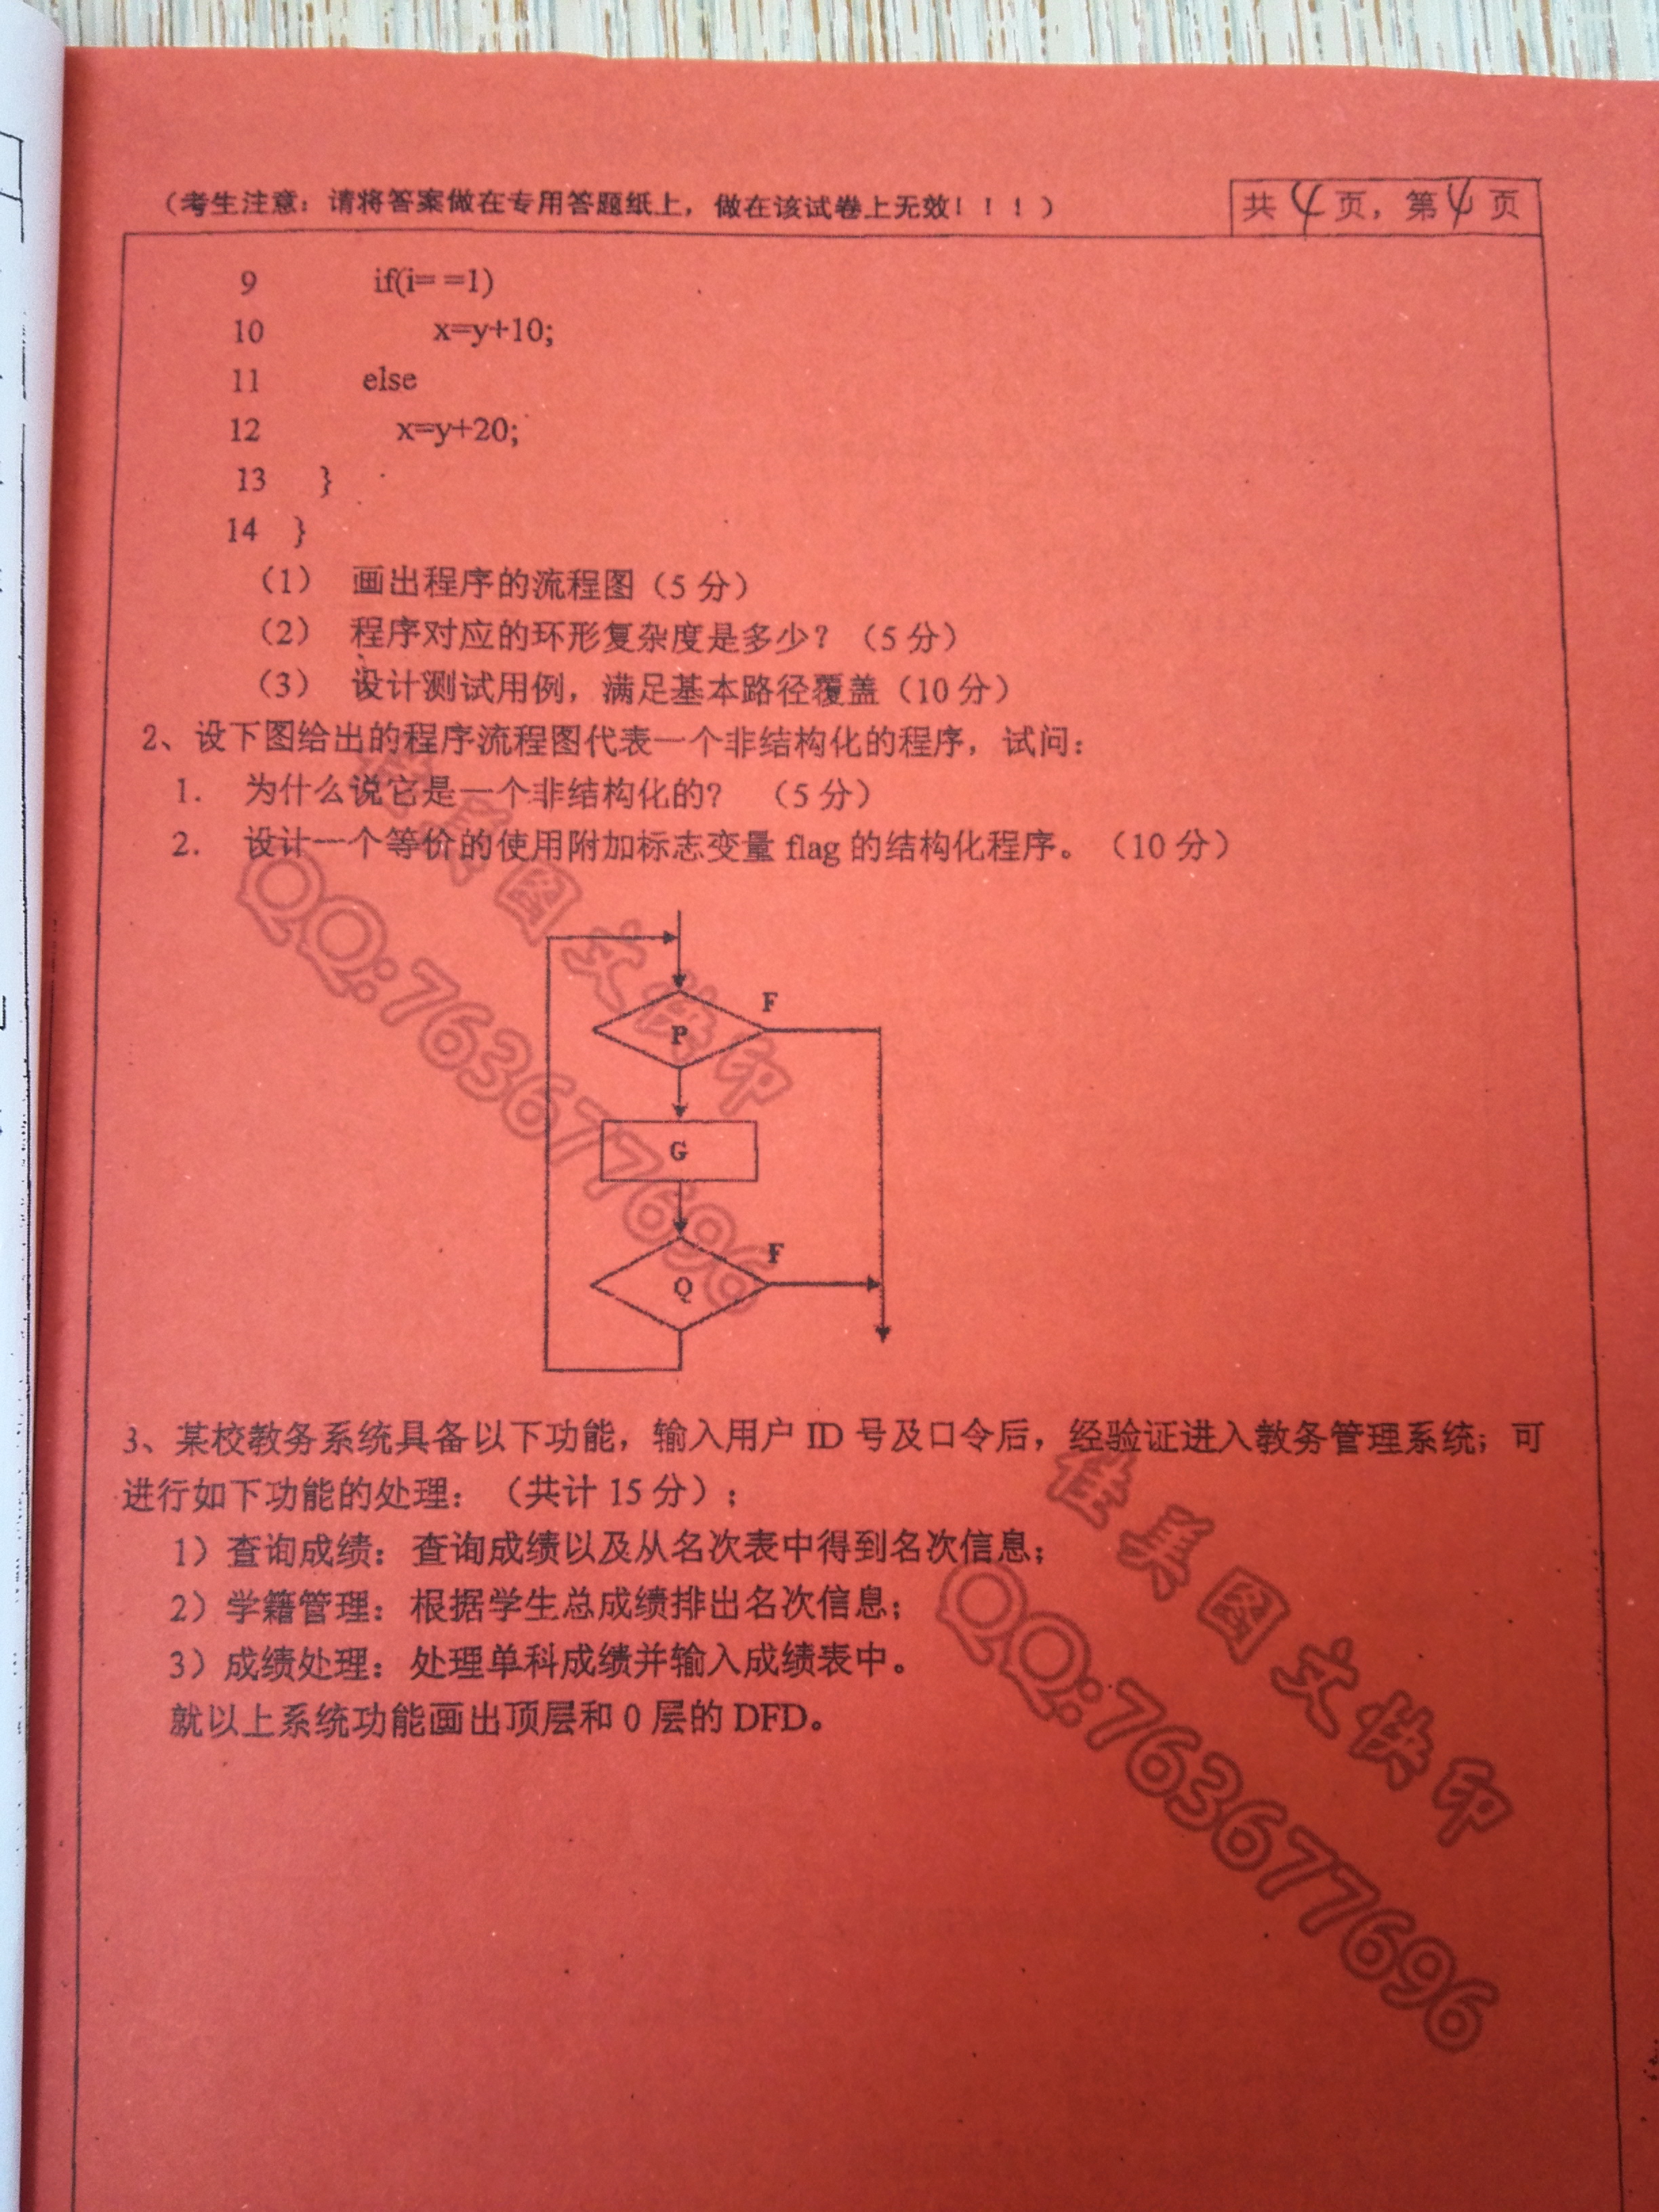 （考生注意：请将答案做在专用答题纸上，做在该试卷上无效！！！）
共 4 页，第 4 页
9 if(i= =1)
10 x=y+10;
11 else
12 x=y+20;
13 }
14 }
（1） 画出程序的流程图（5 分）
（2） 程序对应的环形复杂度是多少？（5 分）
（3） 设计测试用例，满足基本路径覆盖（10 分）
2、设下图给出的程序流程图代表一个非结构化的程序，试问：
1． 为什么说它是一个非结构化的？ （5 分）
2． 设计一个等价的使用附加标志变量 flag 的结构化程序。（10 分）
F
P
G
F
Q
3、某校教务系统具备以下功能，输入用户 ID 号及口令后，经验证进入教务管理系统；可
进行如下功能的处理：（共计 15 分）；
1）查询成绩：查询成绩以及从名次表中得到名次信息；
2）学籍管理：根据学生总成绩排出名次信息；
3）成绩处理：处理单科成绩并输入成绩表中。
就以上系统功能画出顶层和 0 层的 DFD。
佳美图文快印
QQ:763677696
佳美图文快印
QQ:763677696